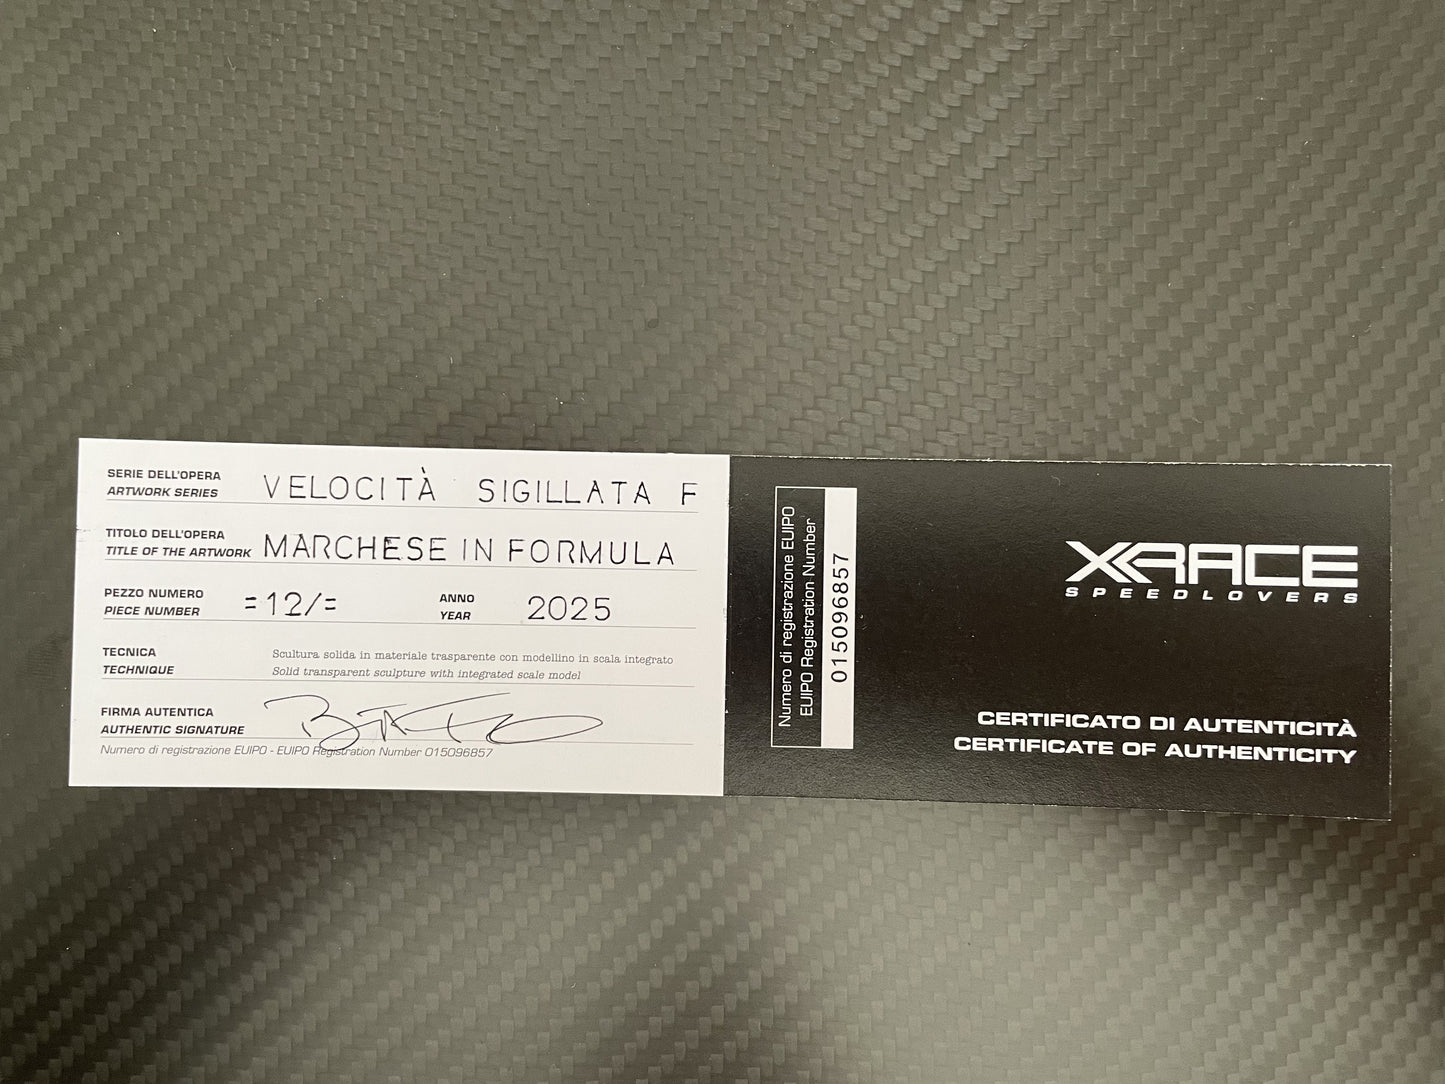 SERIE DELL'OPERA
ARTWORK SERIES
VELOCITÀ SIGILLATA F
TITOLO DELL'OPERA
TITLE OF THE ARTWORK
MARCHESE IN FORMULA
PEZZO NUMERO
PIECE NUMBER
=12/=
ANNO
YEAR
2025
TECNICA
TECHNIQUE
Scultura solida in materiale trasparente con modellino in scala integrato
Solid transparent sculpture with integrated scale model
FIRMA AUTENTICA
AUTHENTIC SIGNATURE
Numero di registrazione EUIPO - EUIPO Registration Number 015096857
Numero di registrazione EUIPO
EUIPO Registration Number
015096857
XRACE
SPEEDLOVERS
CERTIFICATO DI AUTENTICITÀ
CERTIFICATE OF AUTHENTICITY